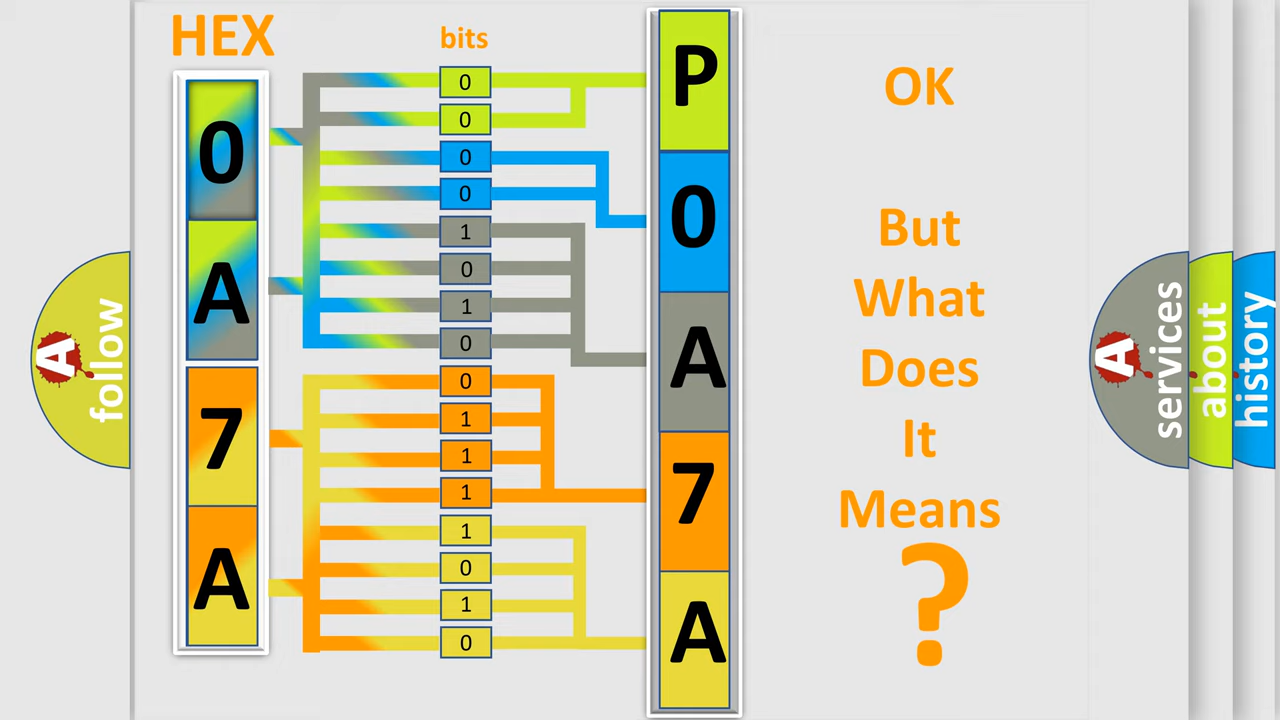 HEX
bits
0
A
7
A
0
0
0
0
1
0
1
0
0
1
1
1
1
0
1
0
P
0
A
7
A
OK
But
What
Does
It
Means
?
A
follow
A
services
about
history